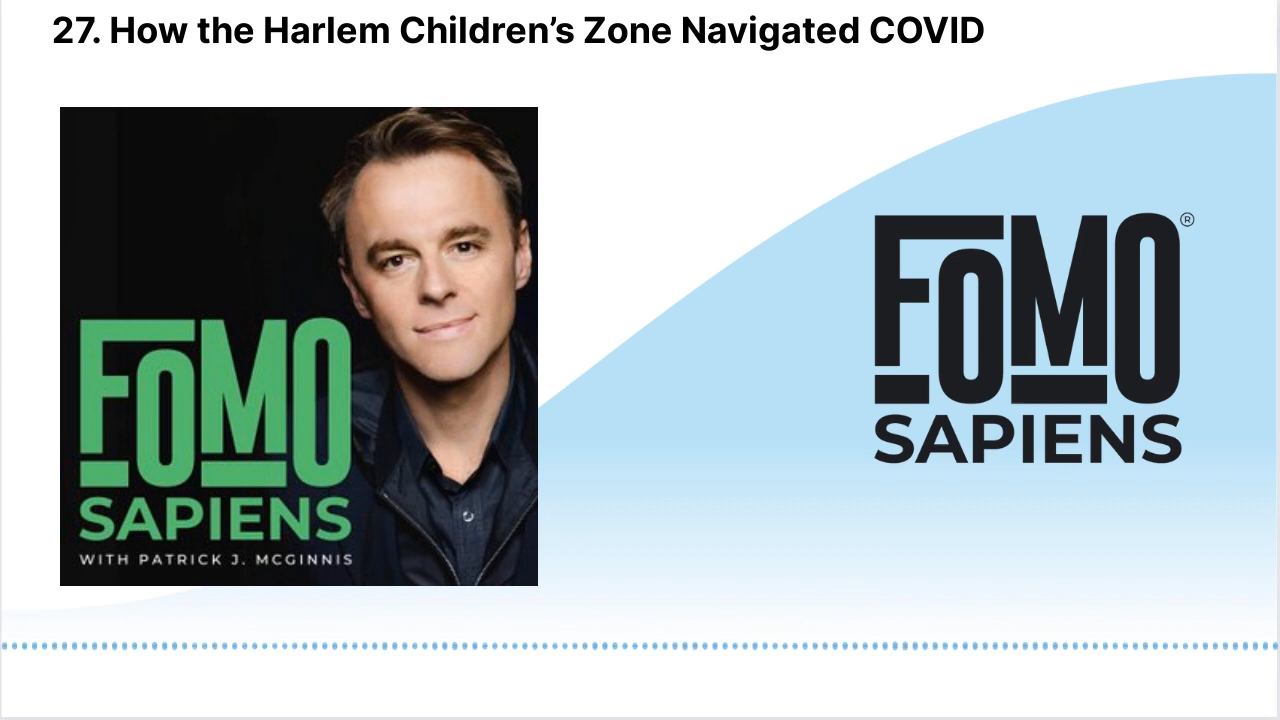 27. How the Harlem Children’s Zone Navigated COVID
FOMO
SAPIENS
WITH PATRICK J. MCGINNIS
FOMO®
SAPIENS